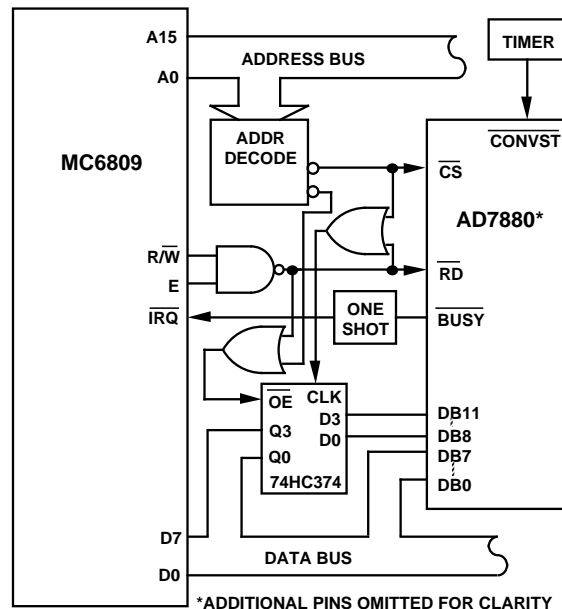 A15
ADDRESS BUS
TIMER
A0
ADDR
DECODE
MC6809
CONVST
CS
AD7880*
R/W
E
RD
IRQ
ONE
SHOT
BUSY
OE
CLK
D3
D0
Q3
Q0
74HC374
DB11
DB8
DB7
DB0
D7
DATA BUS
D0
*ADDITIONAL PINS OMITTED FOR CLARITY